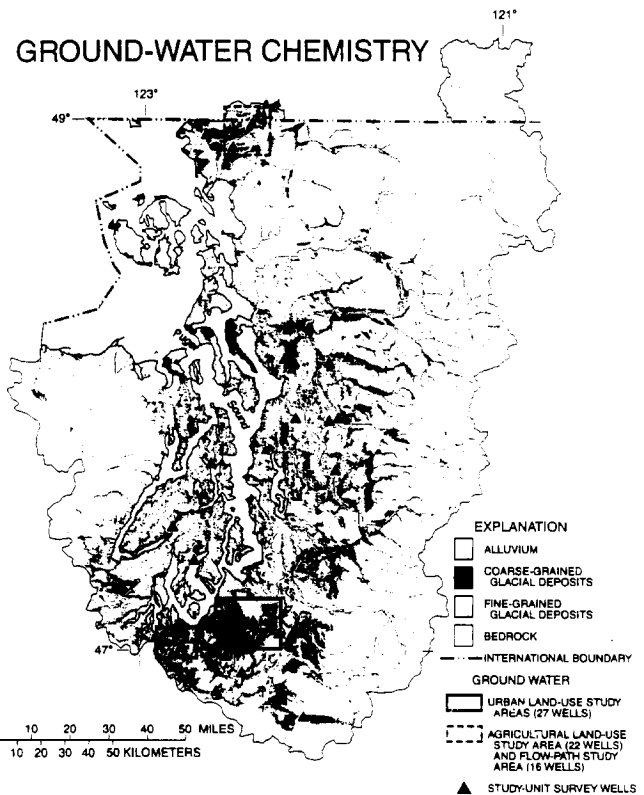 121°
GROUND-WATER CHEMISTRY
123°
49°
Sound
EXPLANATION
ALLUVIUM
COARSE-GRAINED
GLACIAL DEPOSITS
FINE-GRAINED
GLACIAL DEPOSITS
BEDROCK
INTERNATIONAL BOUNDARY
47°
GROUND WATER
URBAN LAND-USE STUDY
AREAS (27 WELLS)
10 20 30 40 50 MILES
AGRICULTURAL LAND-USE
STUDY AREA (22 WELLS)
AND FLOW-PATH STUDY
AREA (16 WELLS)
10 20 30 40 50 KILOMETERS
STUDY-UNIT SURVEY WELLS